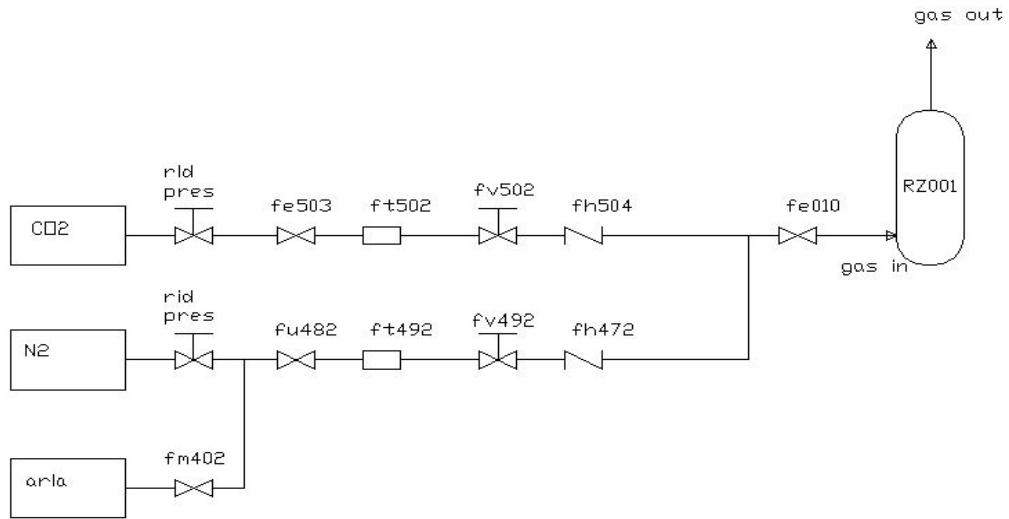 gas out
rld
pres
fe503
ft502
fv502
fh504
fe010
RZ001
CO2
gas in
rid
pres
fu482
ft492
fv492
fh472
N2
fm402
arla